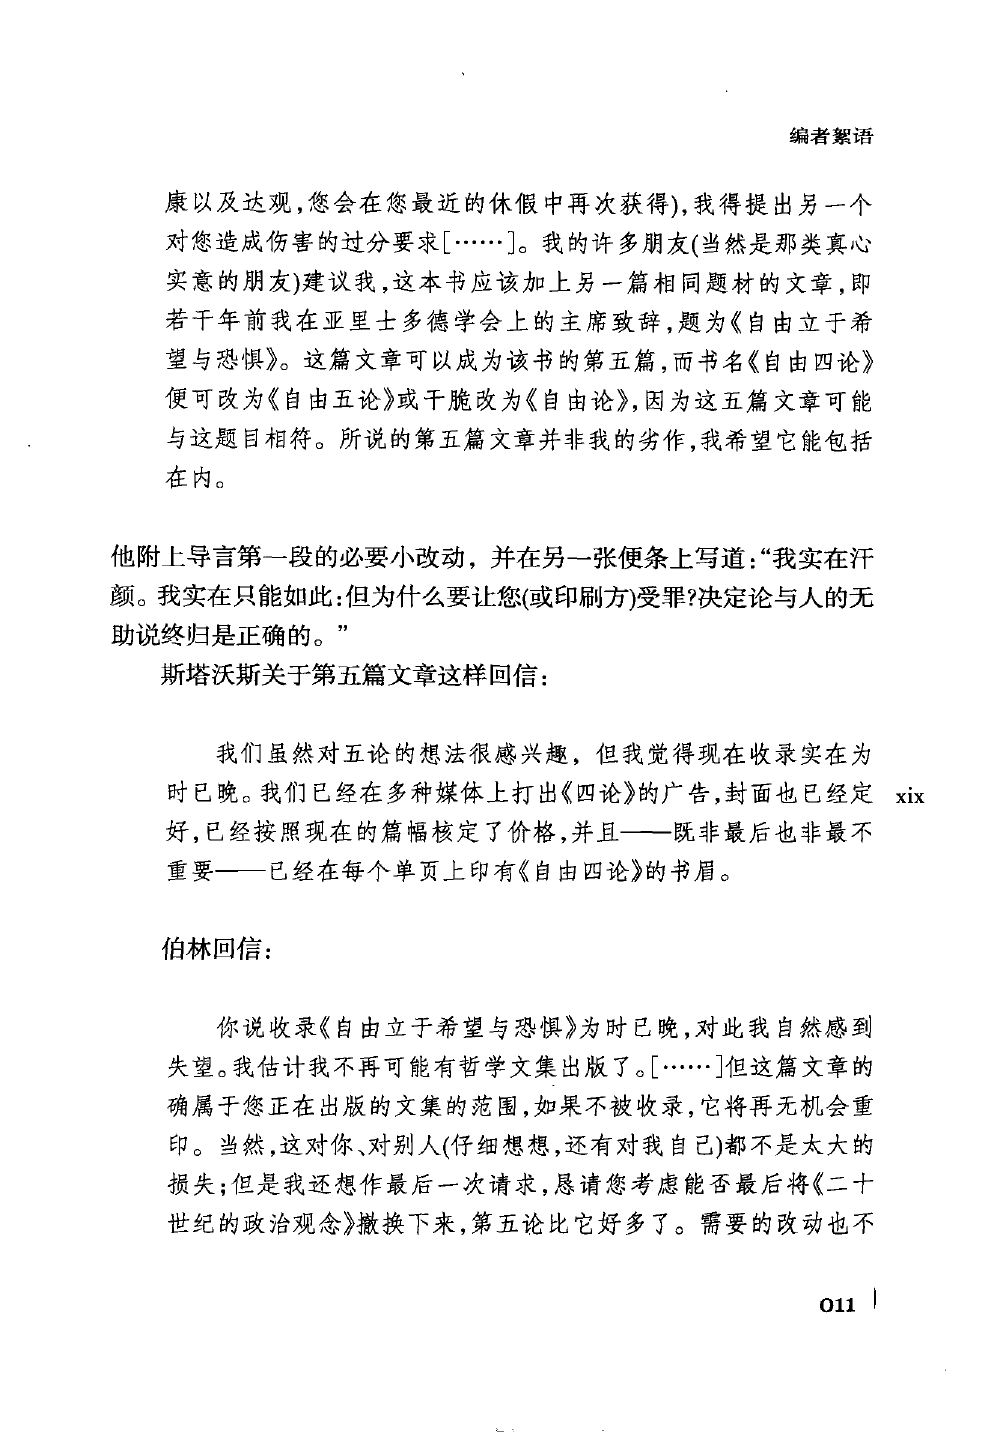 编者絮语
康以及达观,您会在您最近的休假中再次获得),我得提出另一个
对您造成伤害的过分要求[……]。我的许多朋友(当然是那类真心
实意的朋友)建议我,这本书应该加上另一篇相同题材的文章,即
若干年前我在亚里士多德学会上的主席致辞,题为《自由立于希
望与恐惧》。这篇文章可以成为该书的第五篇,而书名《自由四论》
便可改为《自由五论》或干脆改为《自由论》,因为这五篇文章可能
与这题目相符。所说的第五篇文章并非我的劣作,我希望它能包括
在内。
他附上导言第一段的必要小改动，并在另一张便条上写道:“我实在汗
颜。我实在只能如此:但为什么要让您(或印刷方)受罪?决定论与人的无
助说终归是正确的。”
斯塔沃斯关于第五篇文章这样回信:
我们虽然对五论的想法很感兴趣，但我觉得现在收录实在为
时已晚。我们已经在多种媒体上打出《四论》的广告,封面也已经定 xix
好,已经按照现在的篇幅核定了价格,并且——既非最后也非最不
重要——已经在每个单页上印有《自由四论》的书眉。
伯林回信:
你说收录《自由立于希望与恐惧》为时已晚,对此我自然感到
失望。我估计我不再可能有哲学文集出版了。[……]但这篇文章的
确属于您正在出版的文集的范围,如果不被收录,它将再无机会重
印。当然,这对你、对别人(仔细想想,还有对我自己)都不是太大的
损失;但是我还想作最后一次请求,恳请您考虑能否最后将《二十
世纪的政治观念》撤换下来,第五论比它好多了。需要的改动也不
011